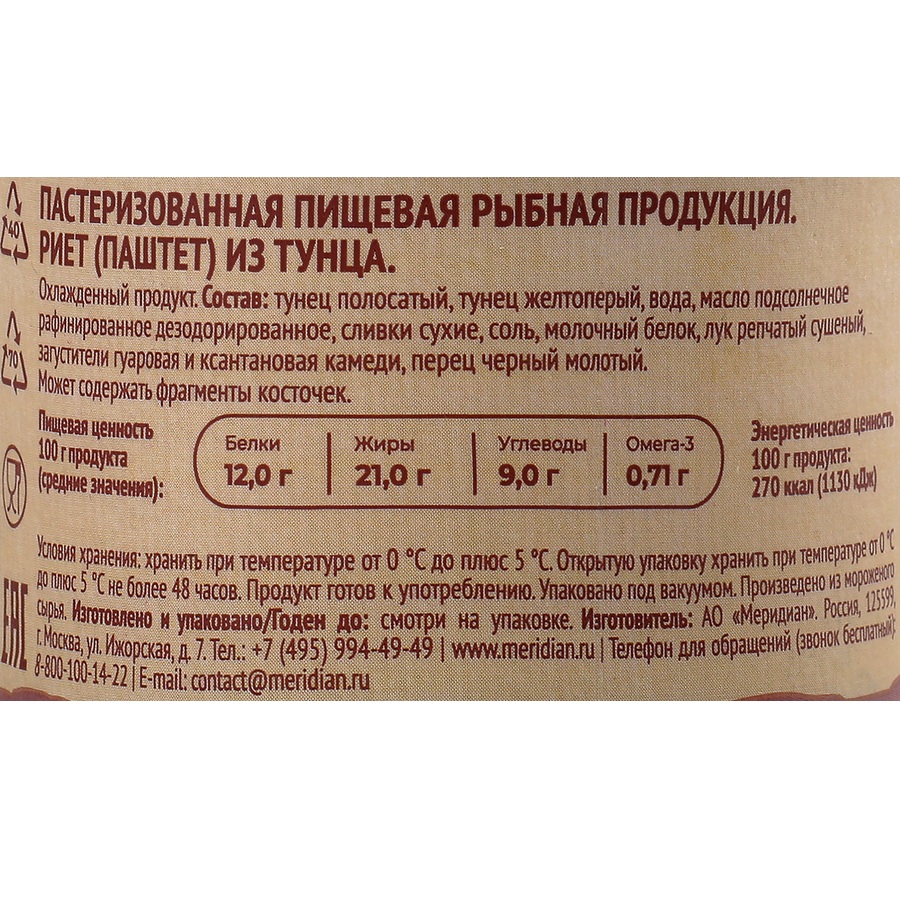 ПАСТЕРИЗОВАННАЯ ПИЩЕВАЯ РЫБНАЯ ПРОДУКЦИЯ.
РИЕТ (ПАШТЕТ) ИЗ ТУНЦА.
Охлажденный продукт. Состав: тунец полосатый, тунец желтоперый, вода, масло подсолнечное
рафинированное дезодорированное, сливки сухие, соль, молочный белок, лук репчатый сушеный,
загустители гуаровая и ксантановая камеди, перец черный молотый.
Может содержать фрагменты косточек.
40
70
Пищевая ценность
100 г продукта
(средние значения):
Белки
12,0 г
Жиры
21,0 г
Углеводы
9,0 г
Омега-3
0,71 г
Энергетическая ценность
100 г продукта:
270 ккал (1130 кДж)
Условия хранения: хранить при температуре от 0 °С до плюс 5 °С. Открытую упаковку хранить при температуре от 0 °С
до плюс 5 °С не более 48 часов. Продукт готов к употреблению. Упаковано под вакуумом. Произведено из мороженого
сырья. Изготовлено и упаковано/Годен до: смотри на упаковке. Изготовитель: АО «Меридиан». Россия, 125599,
г. Москва, ул. Ижорская, д. 7. Тел.: +7 (495) 994-49-49 | www.meridian.ru | Телефон для обращений (звонок бесплатный):
8-800-100-14-22 | E-mail: contact@meridian.ru
EAC